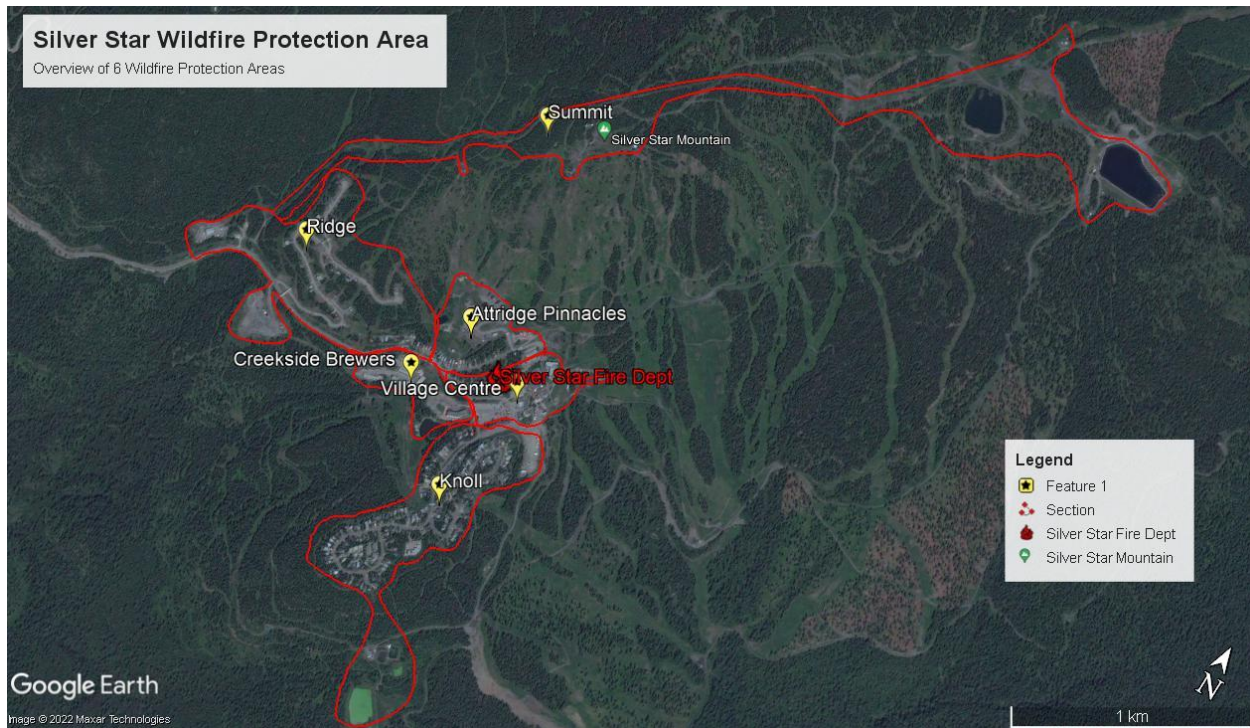 Silver Star Wildfire Protection Area
Overview of 6 Wildfire Protection Areas
Summit
Silver Star Mountain
Ridge
Attridge Pinnacles
Creekside Brewers
Silver Star Fire Dept
Village Centre
Knoll
Legend
Feature 1
Section
Silver Star Fire Dept
Silver Star Mountain
Google Earth
Image © 2022 Maxar Technologies
N
1 km